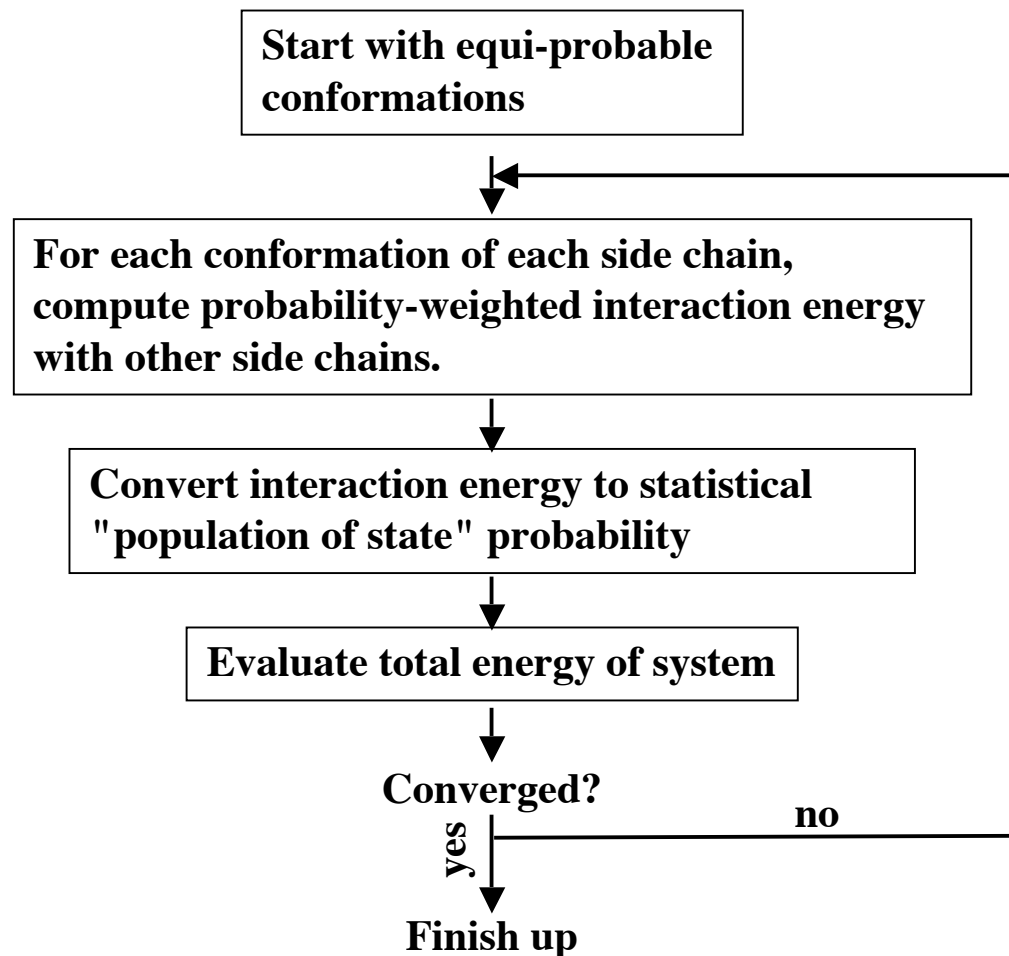 Start with equi-probable
conformations
For each conformation of each side chain,
compute probability-weighted interaction energy
with other side chains.
Convert interaction energy to statistical
"population of state" probability
Evaluate total energy of system
Converged?
no
yes
Finish up